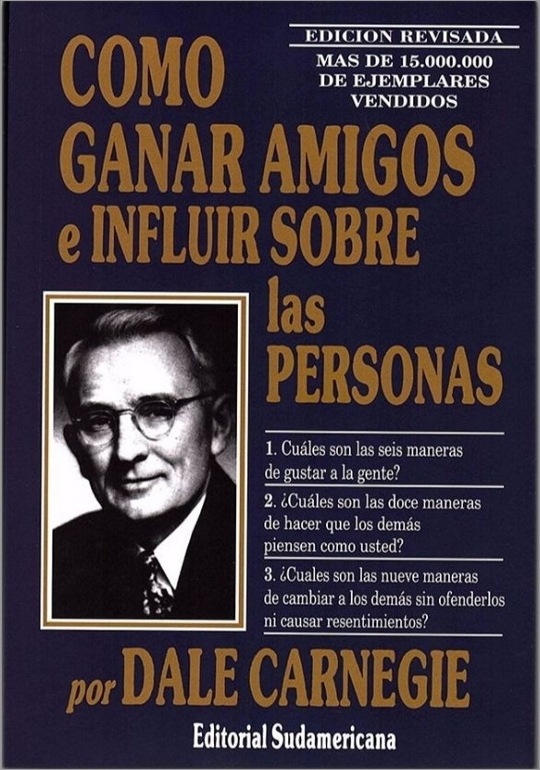 EDICION REVISADA
MAS DE 15.000.000
DE EJEMPLARES
VENDIDOS
COMO
GANAR AMIGOS
e INFLUIR SOBRE
las
PERSONAS
1. Cuáles son las seis maneras
de gustar a la gente?
2. ¿Cuáles son las doce maneras
de hacer que los demás
piensen como usted?
3. ¿Cuales son las nueve maneras
de cambiar a los demás sin ofenderlos
ni causar resentimientos?
por DALE CARNEGIE
Editorial Sudamericana